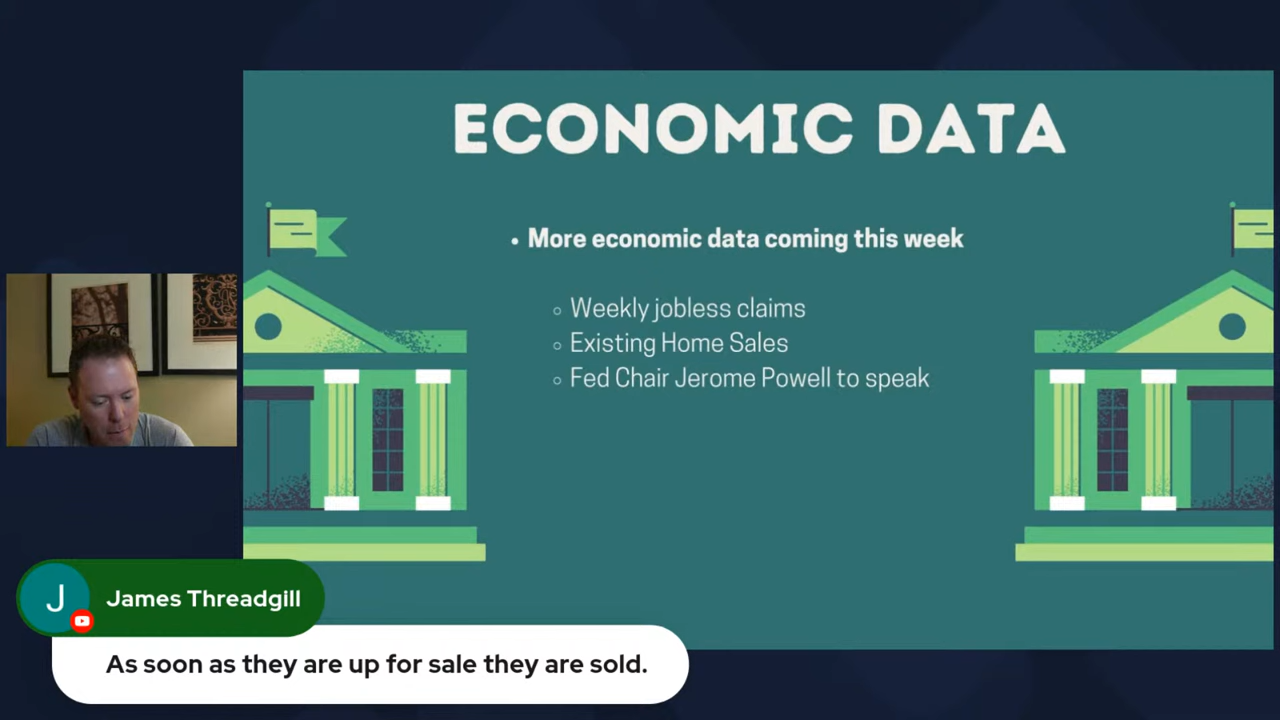 ECONOMIC DATA
• More economic data coming this week
◦ Weekly jobless claims
◦ Existing Home Sales
◦ Fed Chair Jerome Powell to speak
J
James Threadgill
As soon as they are up for sale they are sold.